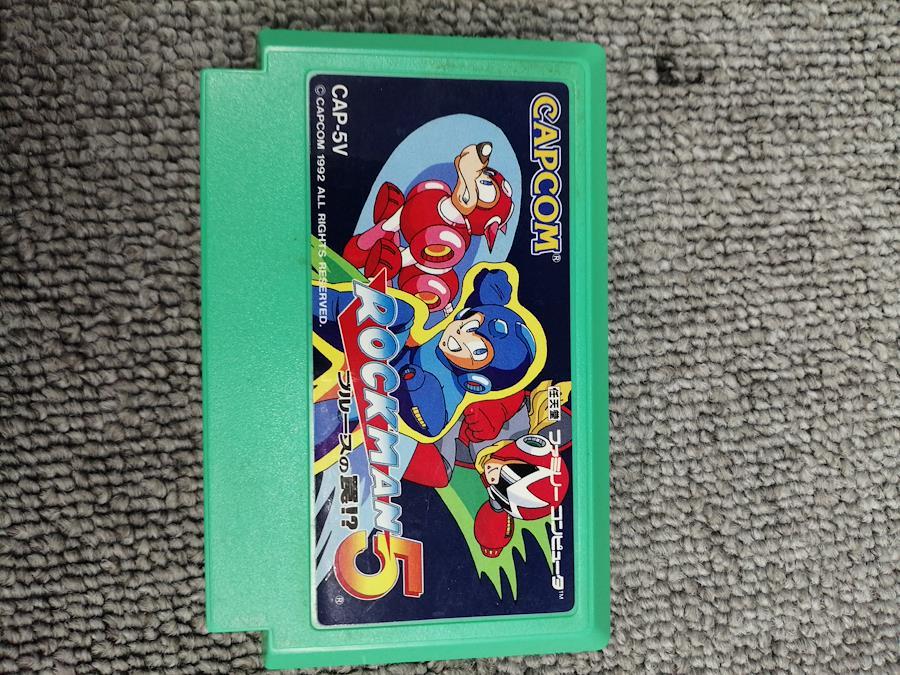 CAPCOM®
任天堂 ファミリーコンピュータ™
ROCKMAN 5®
ブルースの罠!?
CAP-5V
©CAPCOM 1992 ALL RIGHTS RESERVED.